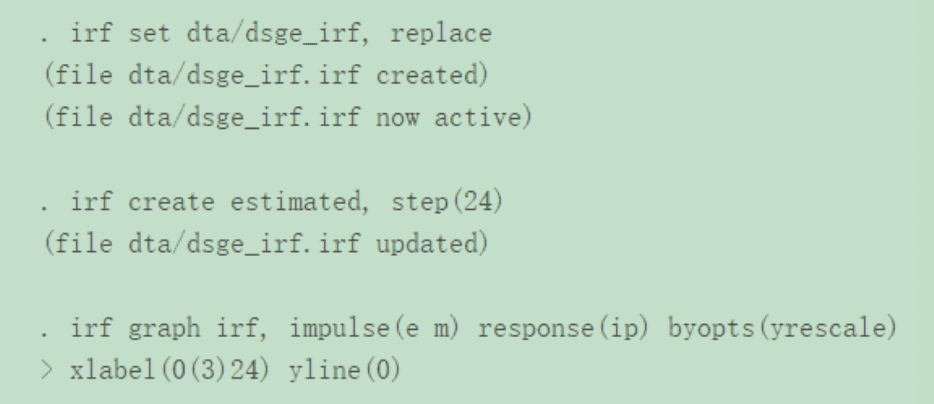 . irf set dta/dsge_irf, replace
(file dta/dsge_irf.irf created)
(file dta/dsge_irf.irf now active)
. irf create estimated, step(24)
(file dta/dsge_irf.irf updated)
. irf graph irf, impulse(e m) response(ip) byopts(yrescale)
> xlabel(0(3)24) yline(0)